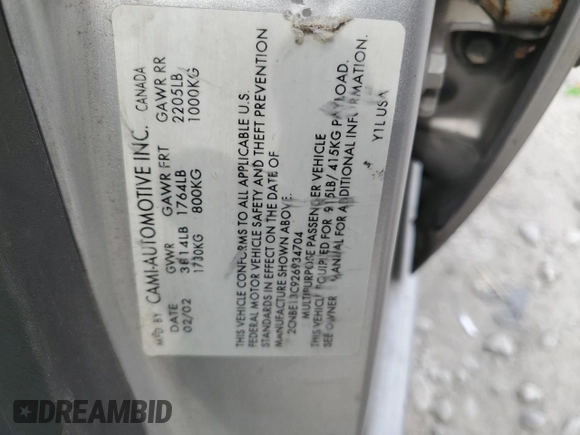 MFD BY CAMI-AUTOMOTIVE INC. CANADA
DATE GVWR GAWR FRT GAWR RR
02/02 3814LB 1764LB 2205LB
1730KG 800KG 1000KG
THIS VEHICLE CONFORMS TO ALL APPLICABLE U.S.
FEDERAL MOTOR VEHICLE SAFETY AND THEFT PREVENTION
STANDARDS IN EFFECT ON THE DATE OF
MANUFACTURE SHOWN ABOVE.
2CNBE13C926934704
MULTIPURPOSE PASSENGER VEHICLE
THIS VEHICLE EQUIPPED FOR 915LB/415KG PAYLOAD.
SEE OWNER MANUAL FOR ADDITIONAL INFORMATION.
Y1L USA
DREAMBID